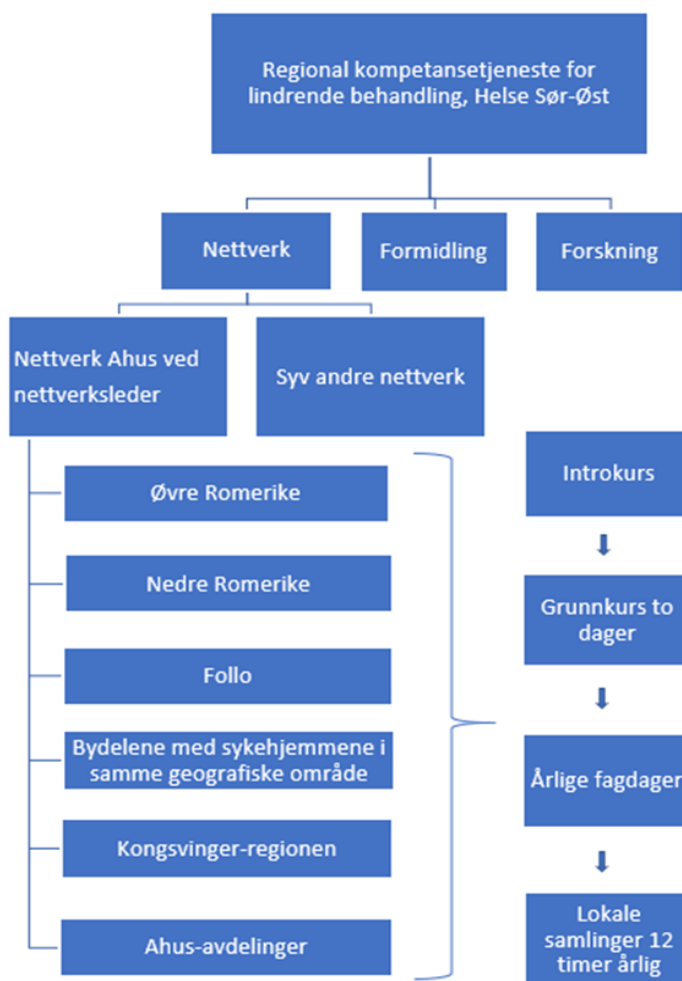 Regional kompetansetjeneste for
lindrende behandling, Helse Sør-Øst
Nettverk
Formidling
Forskning
Nettverk Ahus ved
nettverksleder
Syv andre nettverk
Øvre Romerike
Nedre Romerike
Follo
Bydelene med sykehjemmene i
samme geografiske område
Kongsvinger-regionen
Ahus-avdelinger
Introkurs
Grunnkurs to
dager
Årlige fagdager
Lokale
samlinger 12
timer årlig